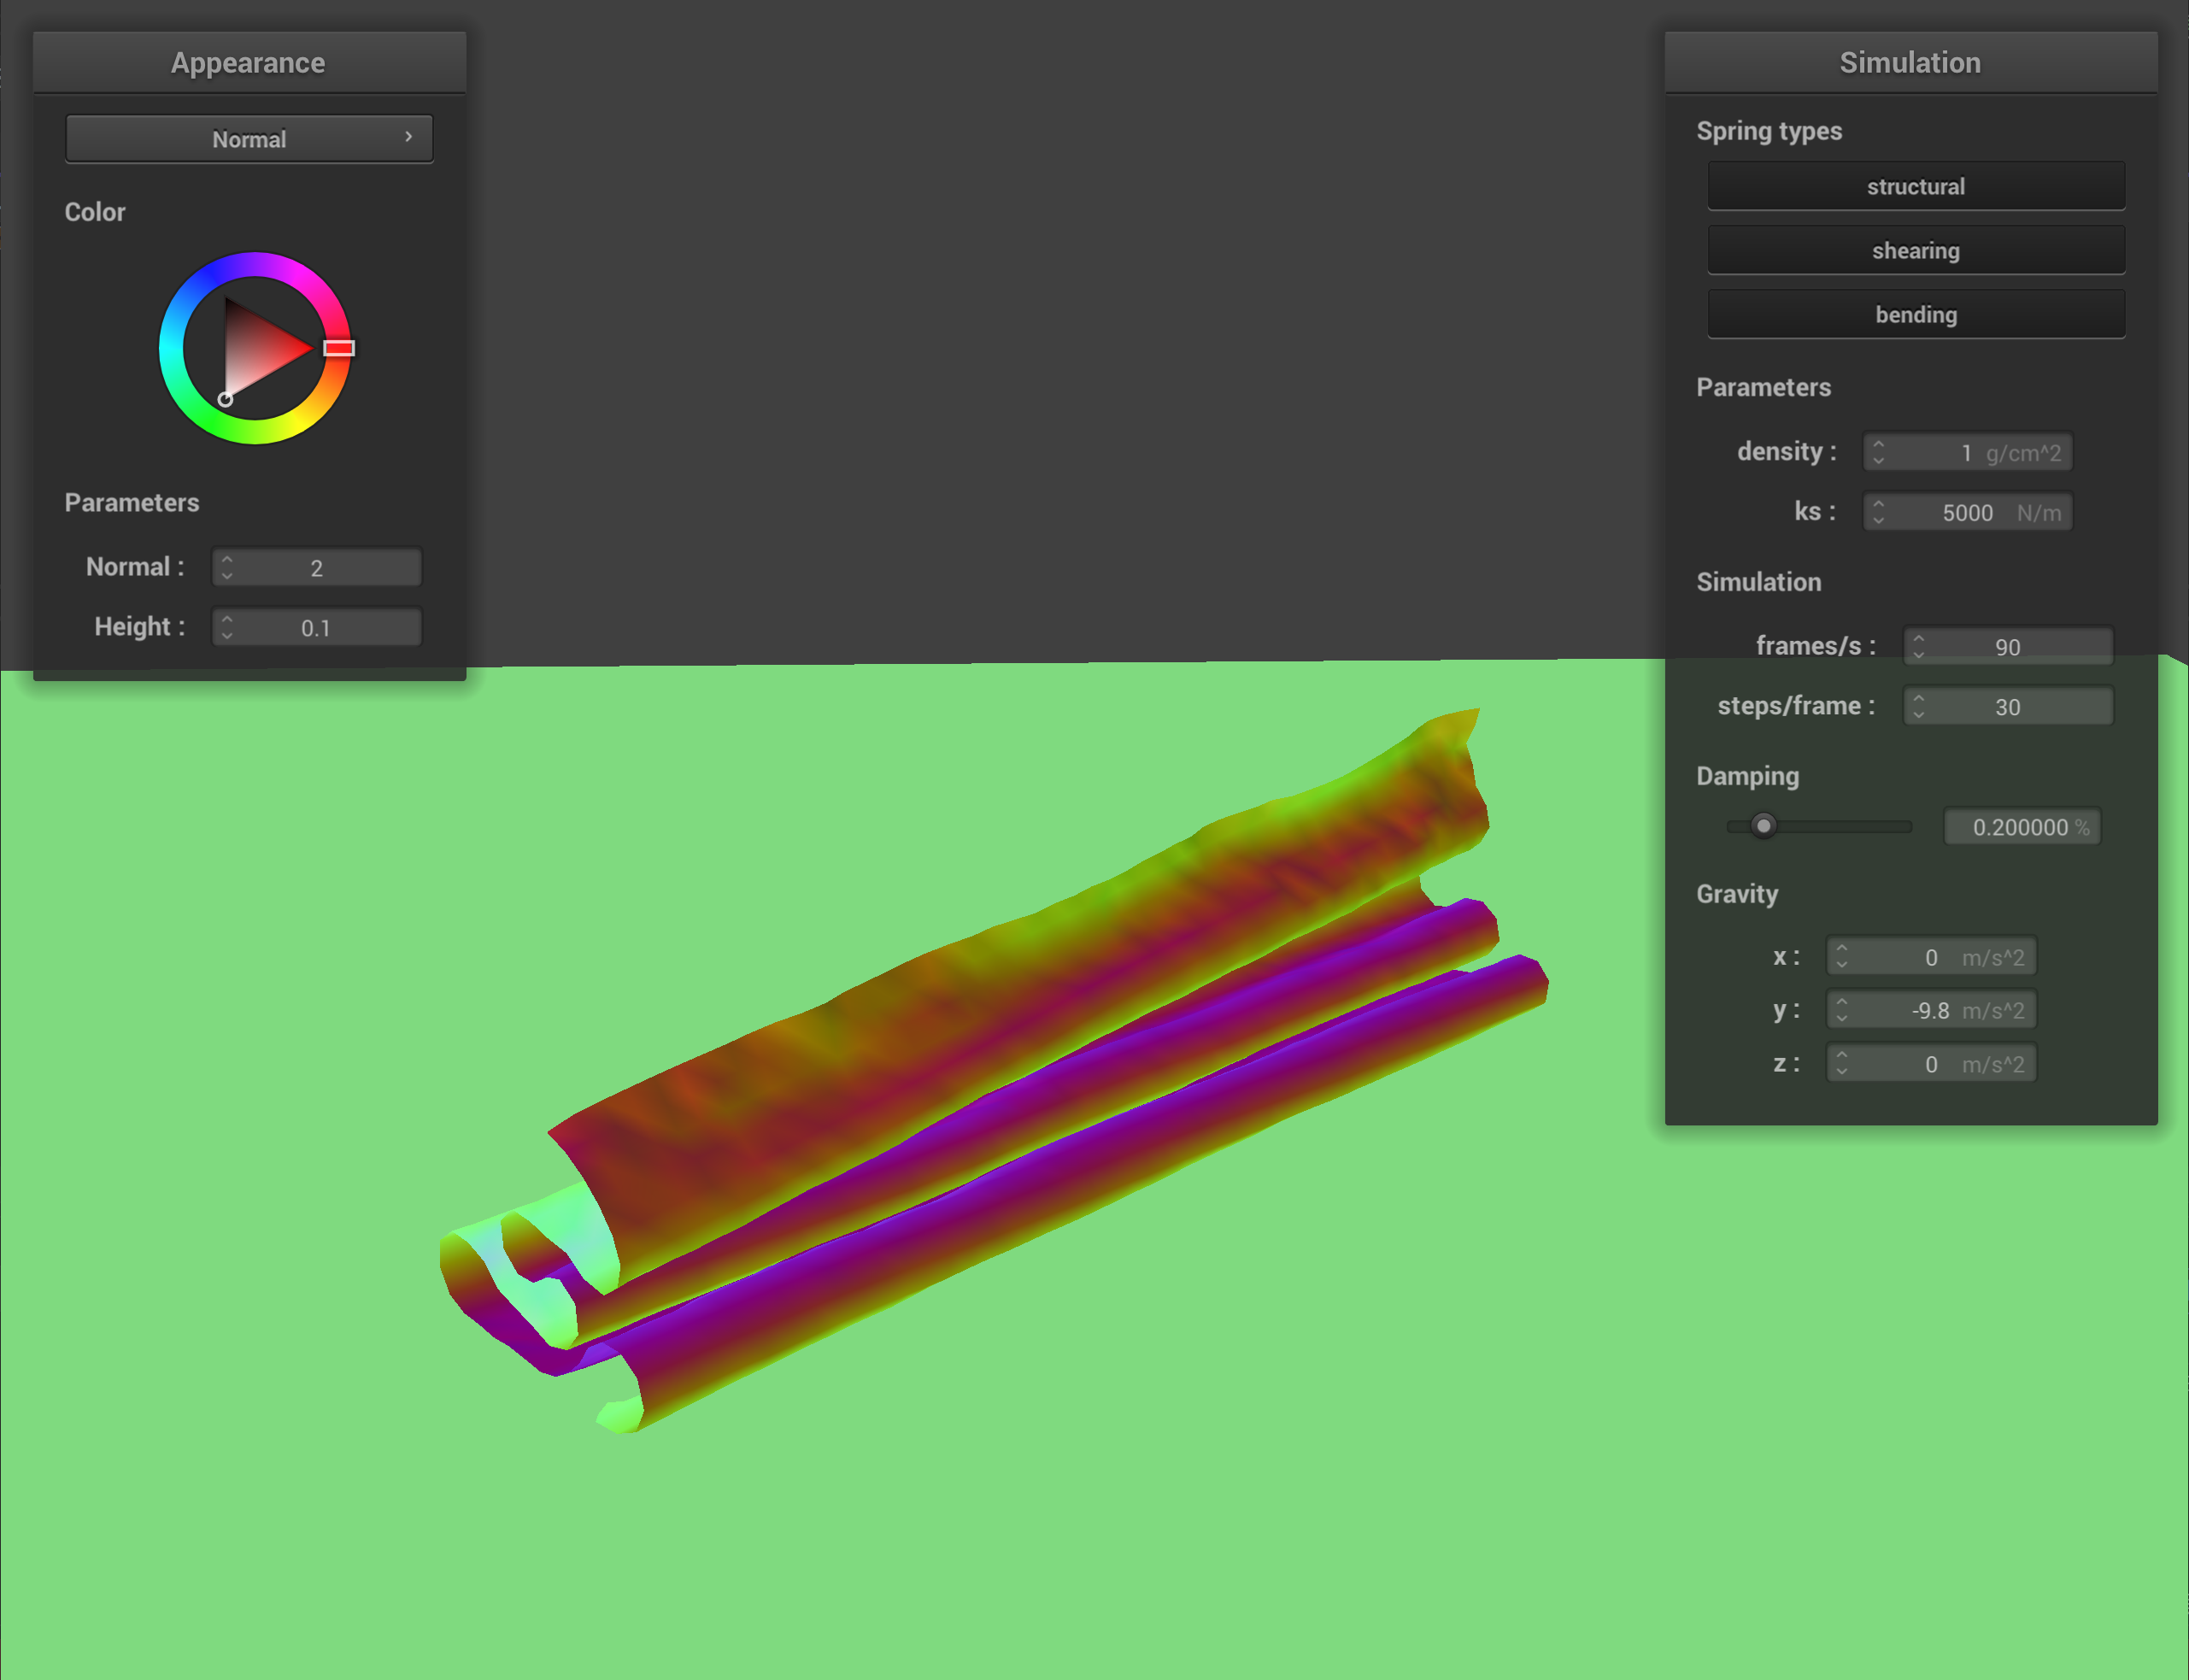 Appearance
Normal
Color
Parameters
Normal :
2
Height :
0.1
Simulation
Spring types
structural
shearing
bending
Parameters
density : 1 g/cm^2
ks : 5000 N/m
Simulation
frames/s : 90
steps/frame : 30
Damping
0.200000 %
Gravity
x : 0 m/s^2
y : -9.8 m/s^2
z : 0 m/s^2